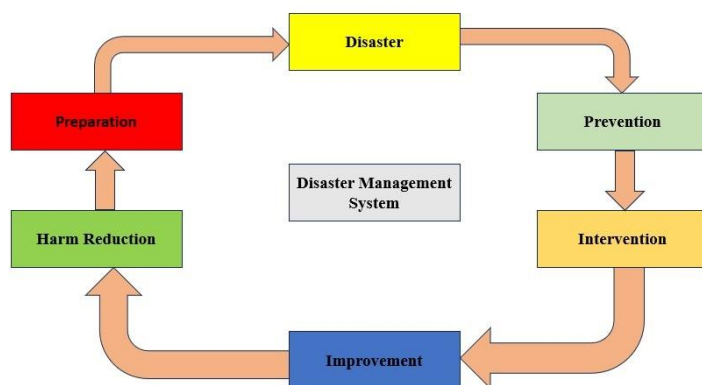 Disaster
Preparation
Prevention
Disaster Management
System
Harm Reduction
Intervention
Improvement